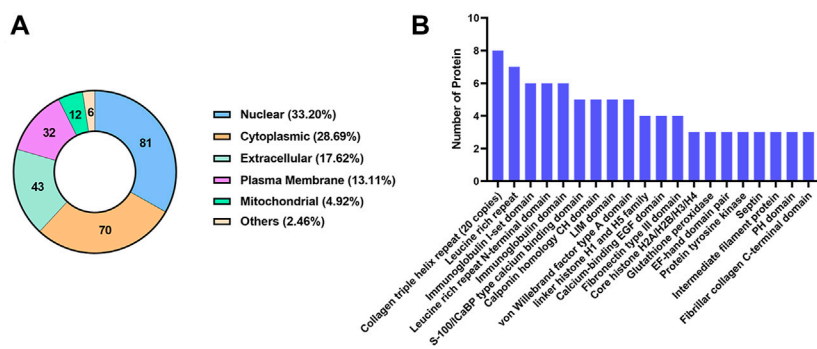 A
81
70
43
32
12
6
Nuclear (33.20%)
Cytoplasmic (28.69%)
Extracellular (17.62%)
Plasma Membrane (13.11%)
Mitochondrial (4.92%)
Others (2.46%)
B
Number of Protein
10
8
6
4
2
0
Collagen triple helix repeat (20 copies)
Leucine rich repeat
Immunoglobulin I-set domain
Leucine rich repeat N-terminal domain
Immunoglobulin domain
S-100/ICaBP type calcium binding domain
Calponin homology CH domain
LIM domain
von Willebrand factor type A domain
linker histone H1 and H5 family
Calcium-binding EGF domain
Fibronectin type III domain
Core histone H2A/H2B/H3/H4
Glutathione peroxidase
EF-hand domain pair
Protein tyrosine kinase
Septin
Intermediate filament protein
PH domain
Fibrillar collagen C-terminal domain